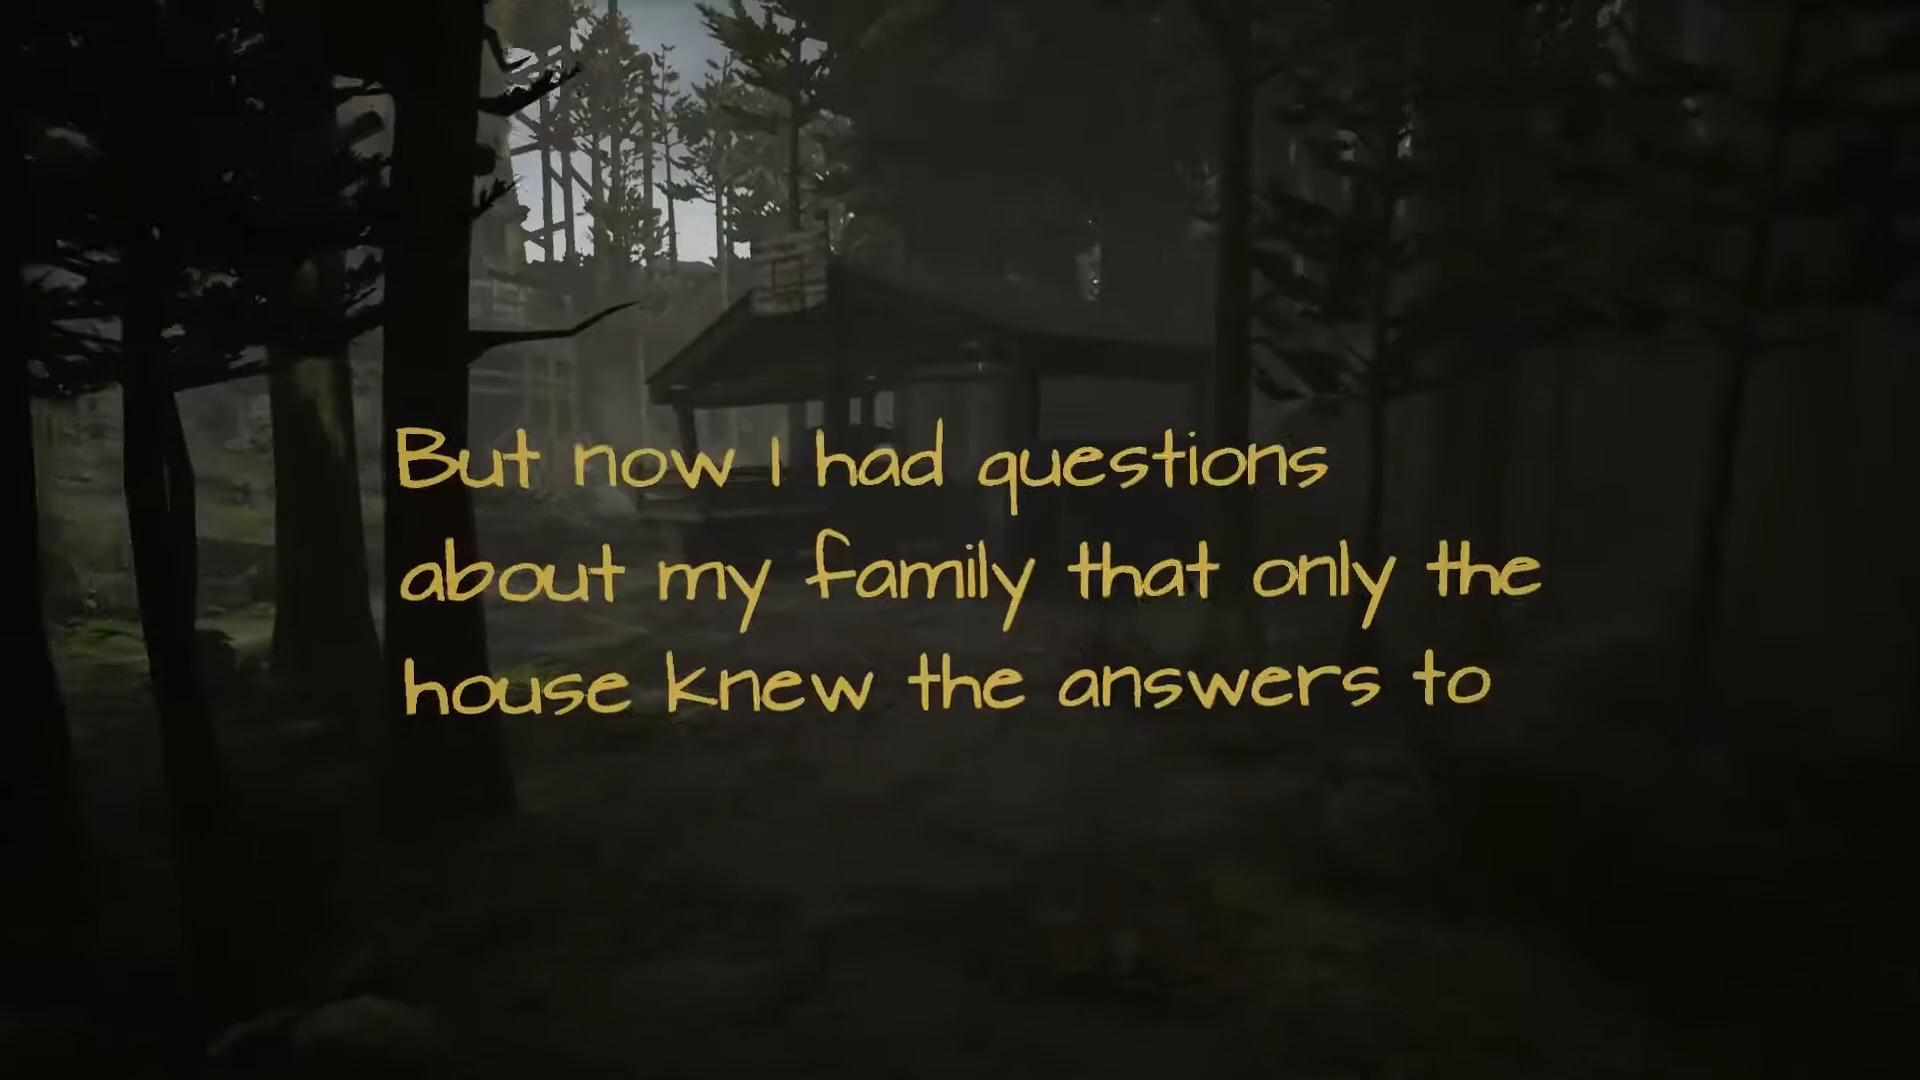 But now I had questions
about my family that only the
house knew the answers to